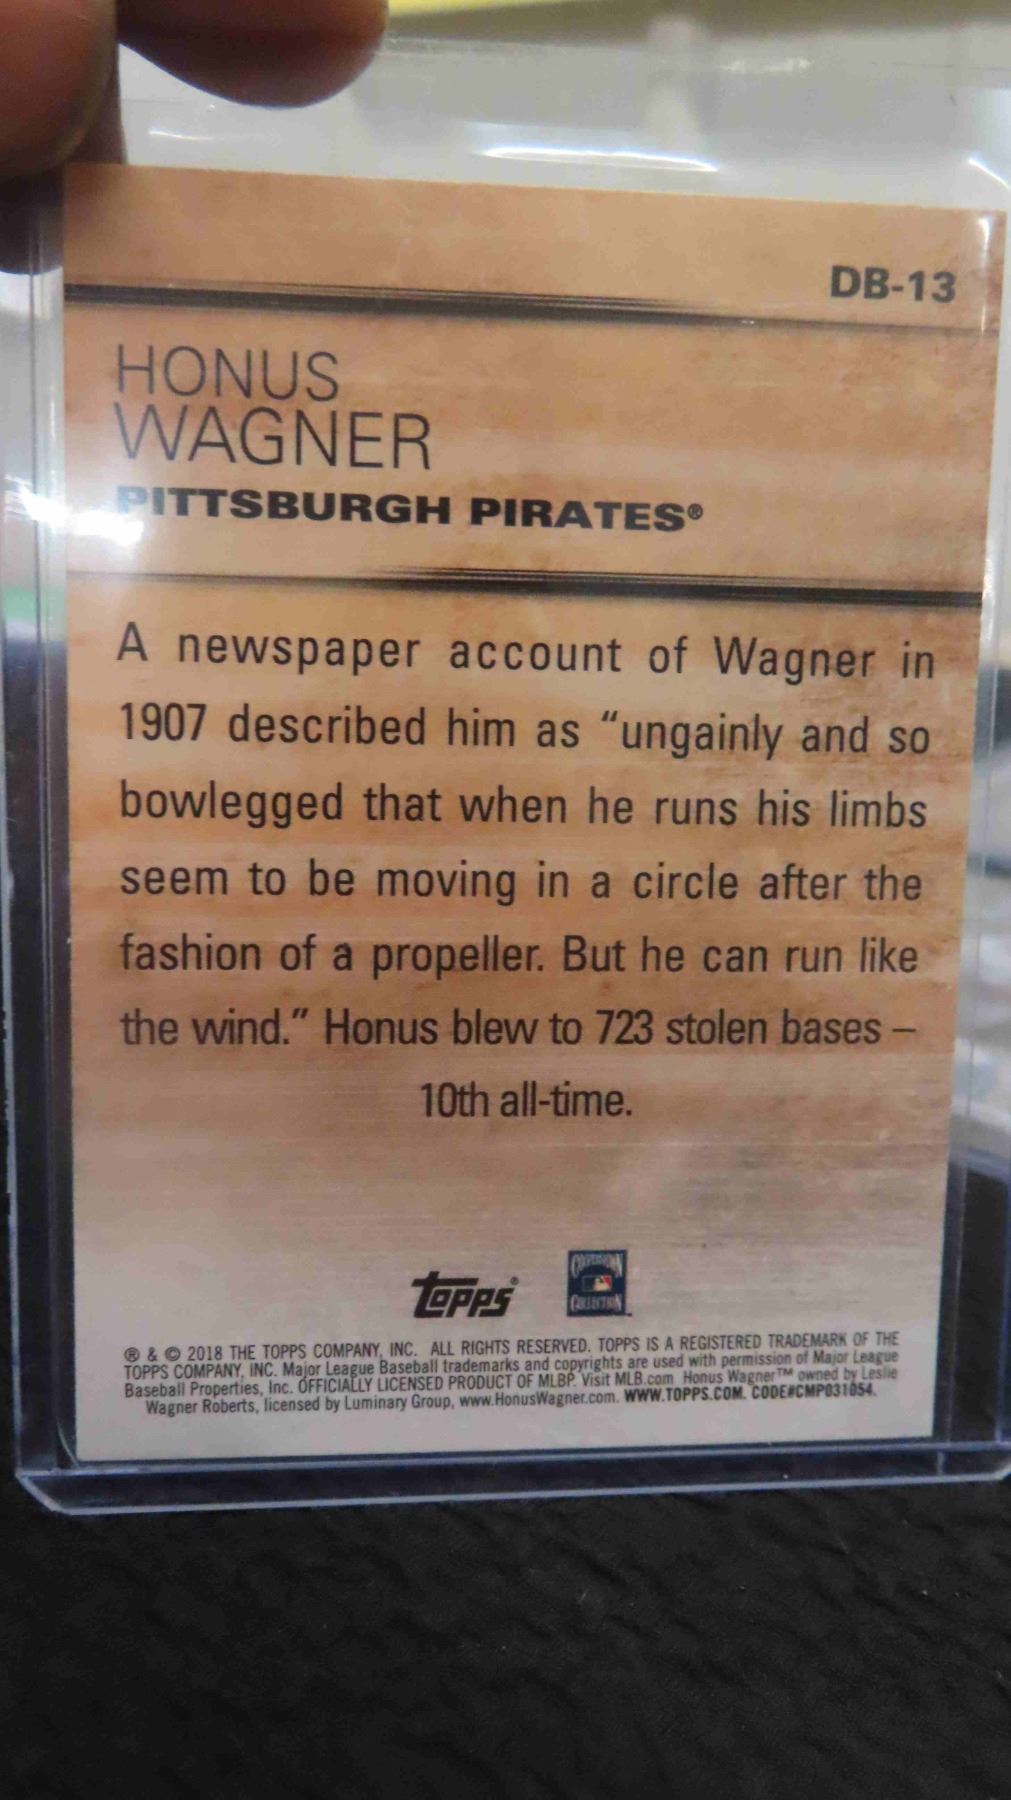 DB-13
HONUS
WAGNER
PITTSBURGH PIRATES®
A newspaper account of Wagner in
1907 described him as “ungainly and so
bowlegged that when he runs his limbs
seem to be moving in a circle after the
fashion of a propeller. But he can run like
the wind.” Honus blew to 723 stolen bases –
10th all-time.
topps®
COOPERSTOWN
COLLECTION
® & © 2018 THE TOPPS COMPANY, INC. ALL RIGHTS RESERVED. TOPPS IS A REGISTERED TRADEMARK OF THE
TOPPS COMPANY, INC. Major League Baseball trademarks and copyrights are used with permission of Major League
Baseball Properties, Inc. OFFICIALLY LICENSED PRODUCT OF MLBP. Visit MLB.com Honus Wagner™ owned by Leslie
Wagner Roberts, licensed by Luminary Group, www.HonusWagner.com. WWW.TOPPS.COM. CODE#CMP031054.